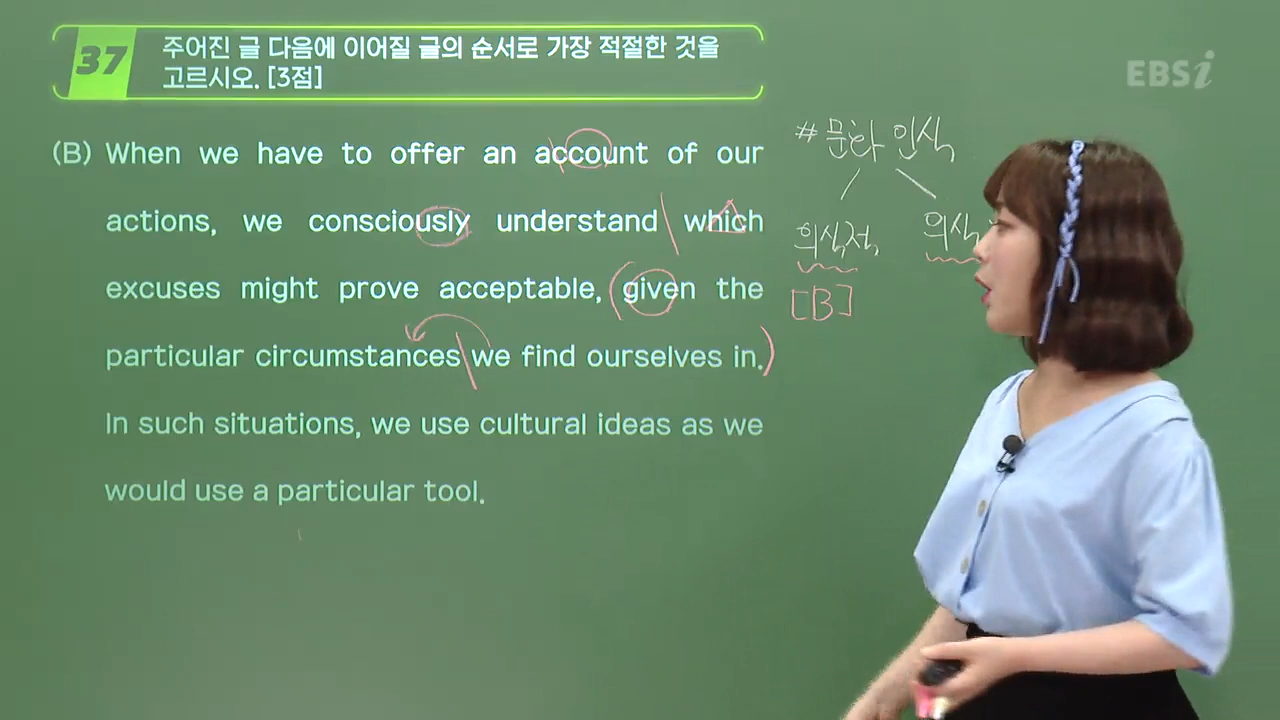 37
주어진 글 다음에 이어질 글의 순서로 가장 적절한 것을
고르시오. [3점]
EBSi
(B) When we have to offer an account of our
actions, we consciously understand which
excuses might prove acceptable, given the
particular circumstances we find ourselves in.
In such situations, we use cultural ideas as we
would use a particular tool.
#문화 인식
의식적
의식
[B]